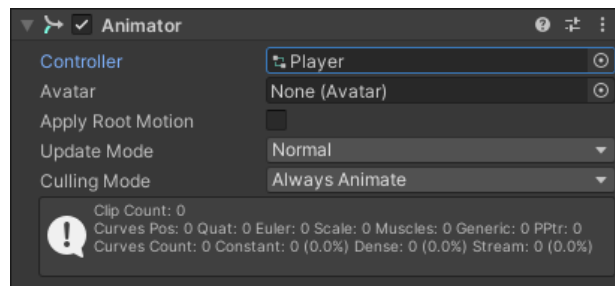 Animator
Controller Player
Avatar None (Avatar)
Apply Root Motion
Update Mode Normal
Culling Mode Always Animate
Clip Count: 0
Curves Pos: 0 Quat: 0 Euler: 0 Scale: 0 Muscles: 0 Generic: 0 PPtr: 0
Curves Count: 0 Constant: 0 (0.0%) Dense: 0 (0.0%) Stream: 0 (0.0%)